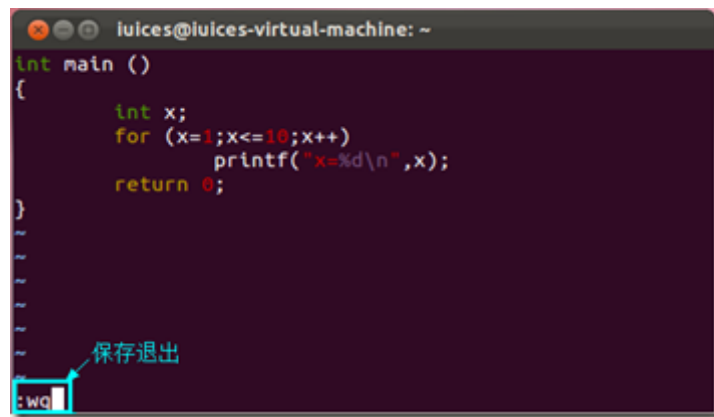 iuices@iuices-virtual-machine: ~
int main ()
{
        int x;
        for (x=1;x<=10;x++)
                printf("x=%d\n",x);
        return 0;
}
~
~
~
~
~
~
~
保存退出
:wq